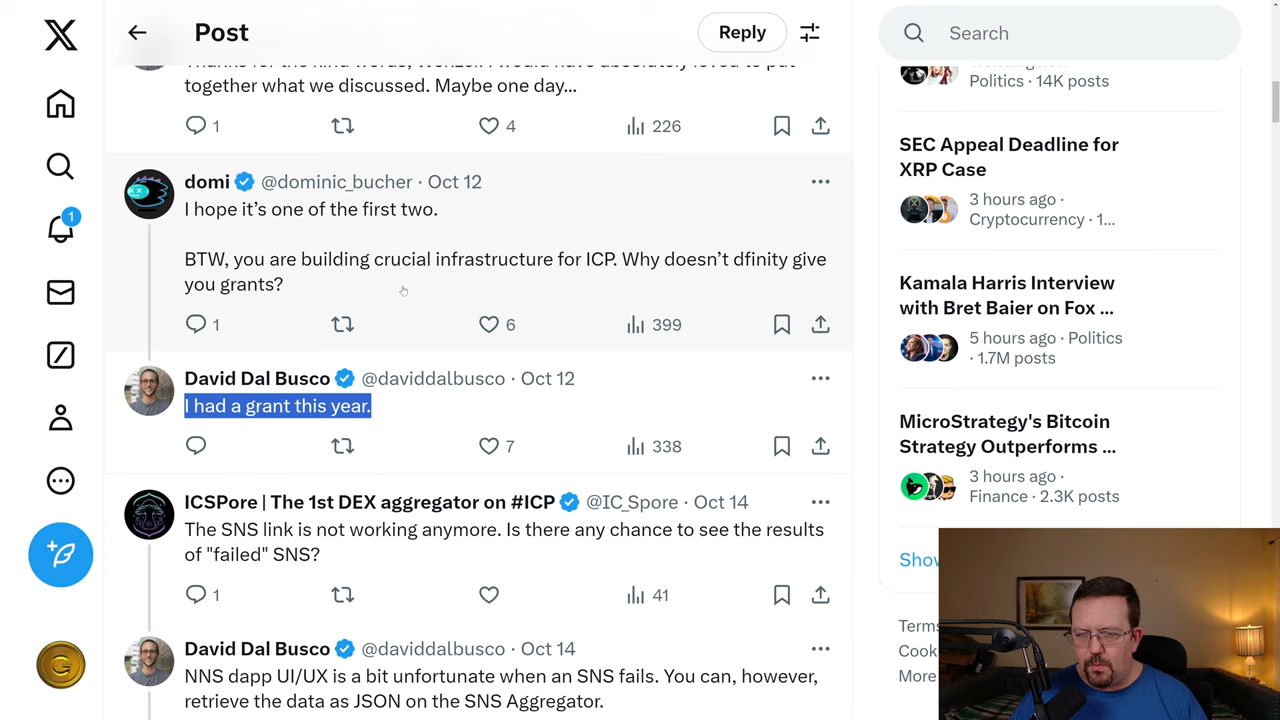 Post
Reply
Search
together what we discussed. Maybe one day...
1
4
226
domi @dominic_bucher · Oct 12
I hope it's one of the first two.
BTW, you are building crucial infrastructure for ICP. Why doesn't dfinity give
you grants?
1
6
399
David Dal Busco @daviddalbusco · Oct 12
I had a grant this year.
7
338
ICSPore | The 1st DEX aggregator on #ICP @IC_Spore · Oct 14
The SNS link is not working anymore. Is there any chance to see the results
of "failed" SNS?
1
41
David Dal Busco @daviddalbusco · Oct 14
NNS dapp UI/UX is a bit unfortunate when an SNS fails. You can, however,
retrieve the data as JSON on the SNS Aggregator.
1
Politics · 14K posts
SEC Appeal Deadline for
XRP Case
3 hours ago ·
Cryptocurrency · 1...
Kamala Harris Interview
with Bret Baier on Fox ...
5 hours ago · Politics
· 1.7M posts
MicroStrategy's Bitcoin
Strategy Outperforms ...
3 hours ago ·
Finance · 2.3K posts
Show
Terms
Cook
More